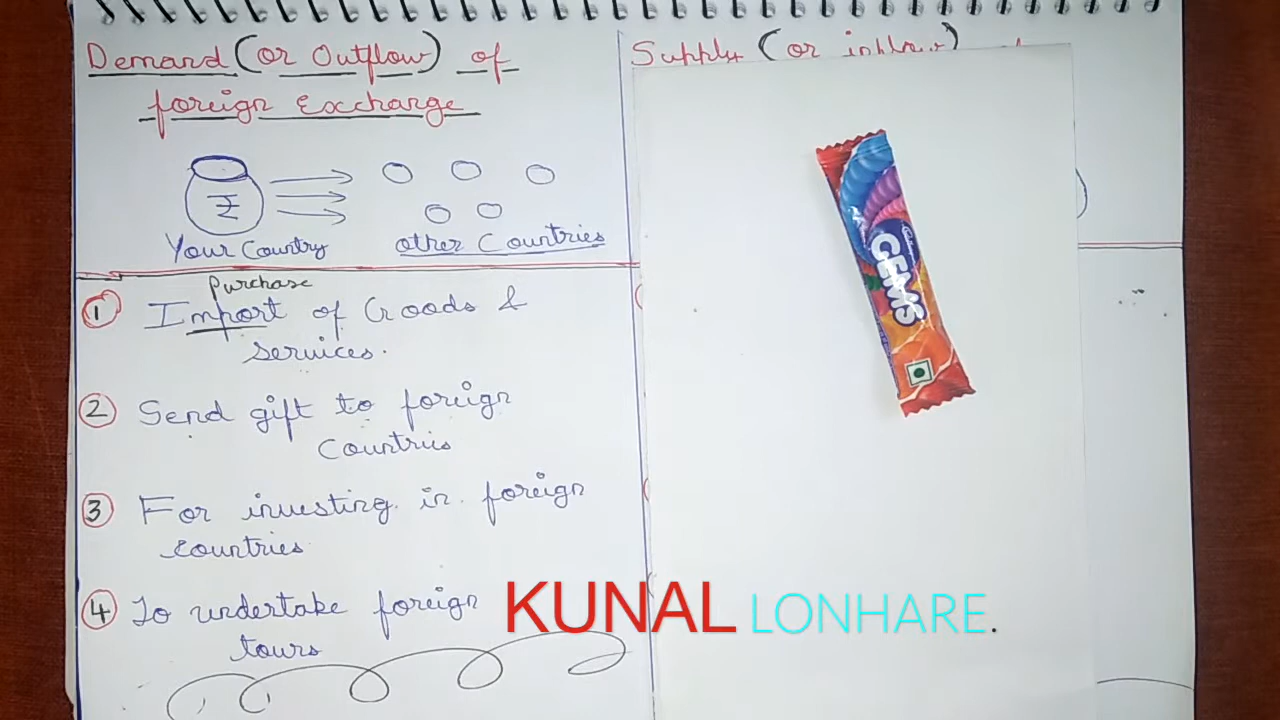 Demand (or Outflow) of
foreign Exchange
₹
Your Country
other Countries
Purchase
1 Import of Goods &
services.
2 Send gift to foreign
Countries
3 For investing in foreign
countries
4 To undertake foreign
tours
Supply (or inflow)
Cadbury
GEMS
KUNAL LONHARE.